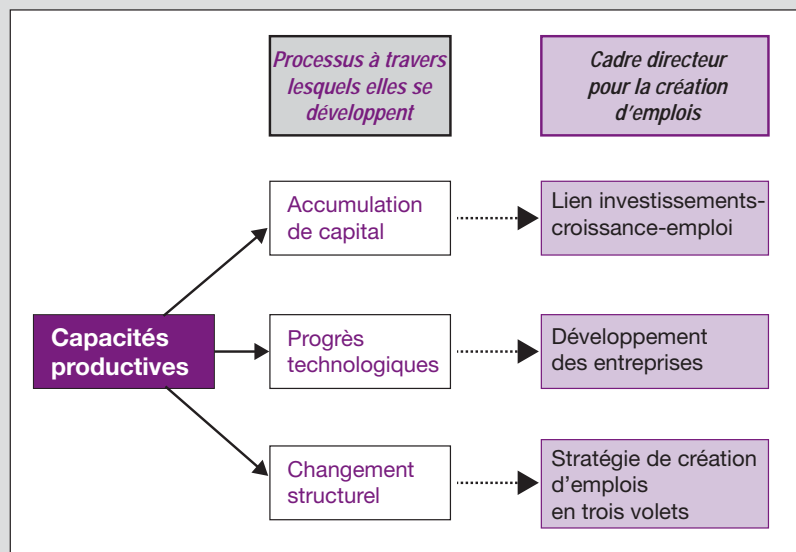 Processus à travers
lesquels elles se
développent
Cadre directeur
pour la création
d'emplois
Accumulation
de capital
Lien investissements-
croissance-emploi
Capacités
productives
Progrès
technologiques
Développement
des entreprises
Changement
structurel
Stratégie de création
d'emplois
en trois volets